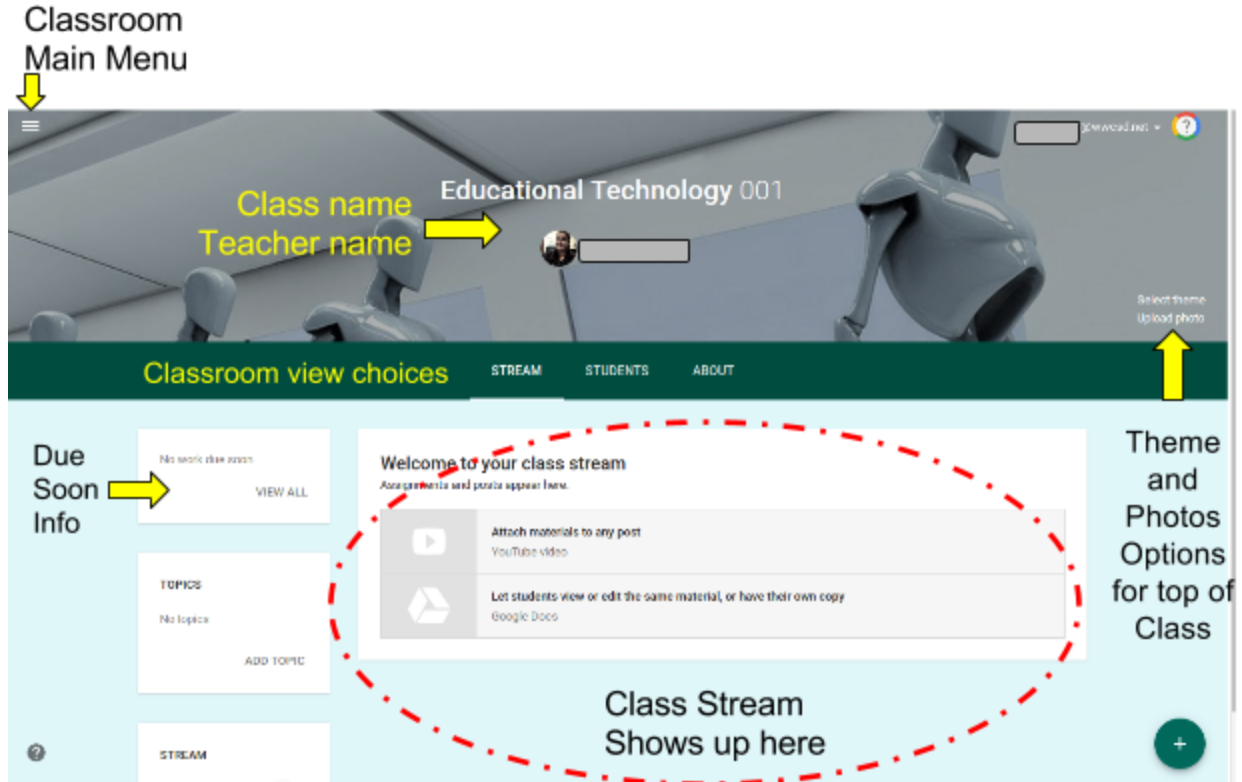 Classroom
Main Menu
@wwcsd.net
?
Class name
Teacher name
Educational Technology 001
Select theme
Upload photo
Classroom view choices
STREAM STUDENTS ABOUT
Due
Soon
Info
No work due soon
VIEW ALL
Welcome to your class stream
Assignments and posts appear here.
Attach materials to any post
YouTube video
Let students view or edit the same material, or have their own copy
Google Docs
Theme
and
Photos
Options
for top of
Class
TOPICS
No topics
ADD TOPIC
Class Stream
Shows up here
?
STREAM
+